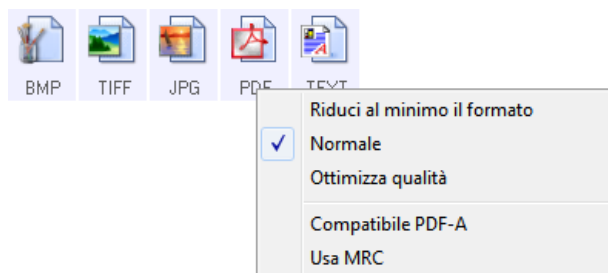 BMP TIFF JPG PDF TEXT
Riduci al minimo il formato
Normale
Ottimizza qualità
Compatibile PDF-A
Usa MRC